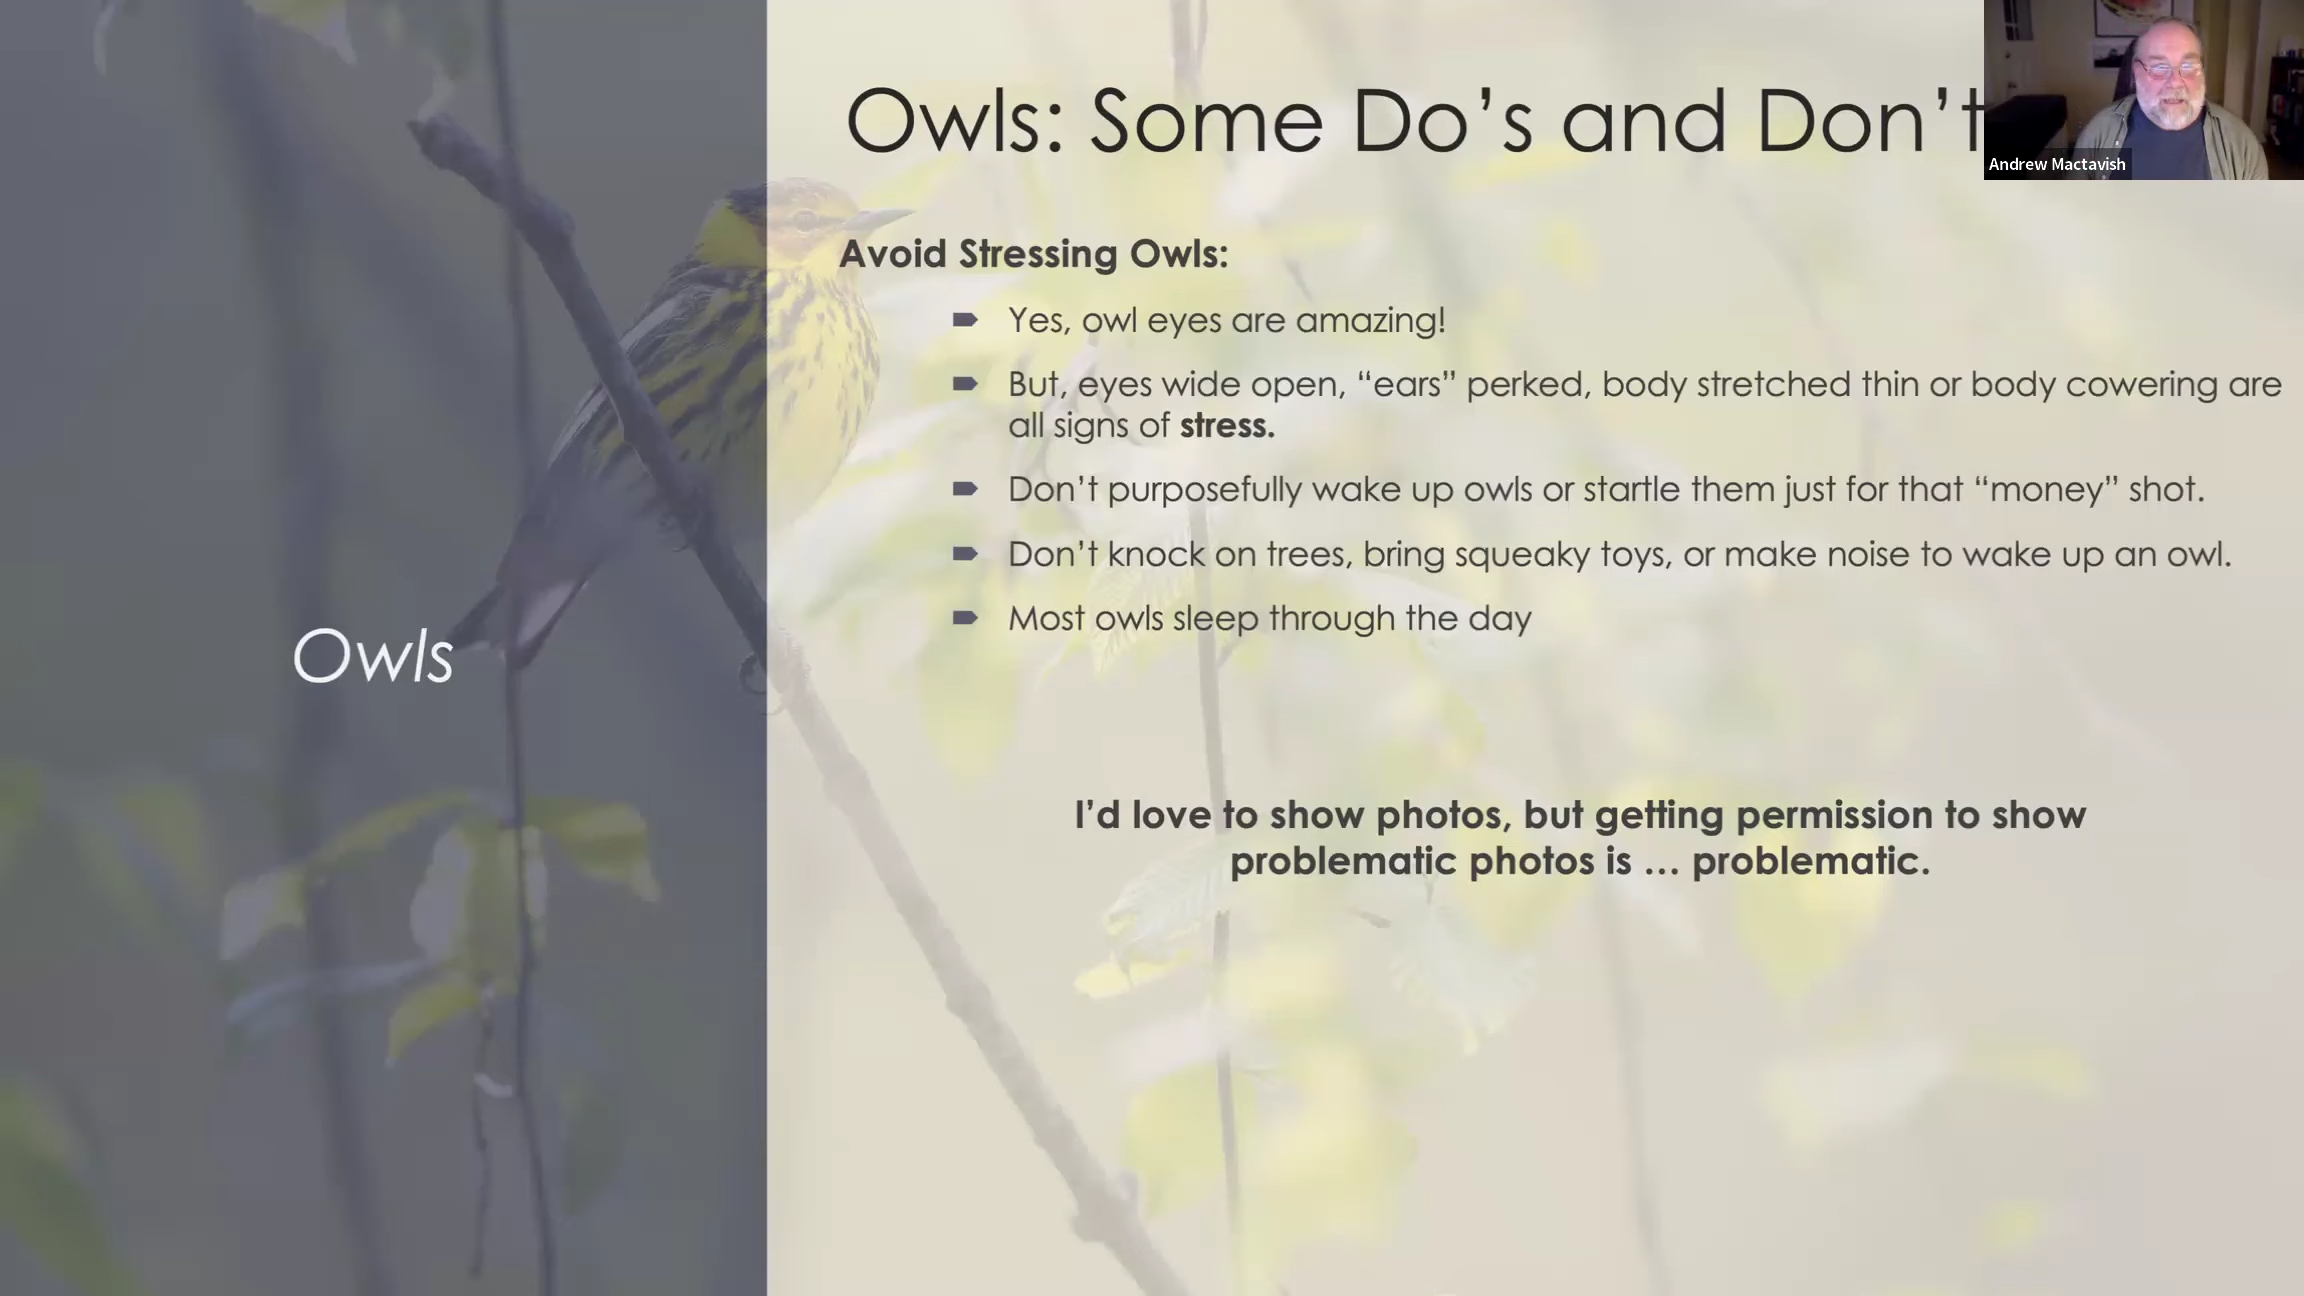 Owls: Some Do’s and Don’t
Andrew Mactavish
Avoid Stressing Owls:
Yes, owl eyes are amazing!
But, eyes wide open, “ears” perked, body stretched thin or body cowering are
all signs of stress.
Don’t purposefully wake up owls or startle them just for that “money” shot.
Don’t knock on trees, bring squeaky toys, or make noise to wake up an owl.
Most owls sleep through the day
Owls
I’d love to show photos, but getting permission to show
problematic photos is ... problematic.